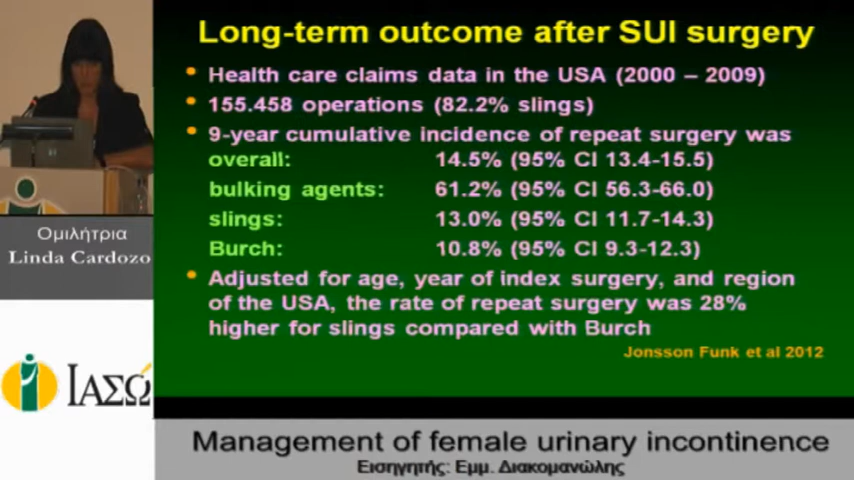 Long-term outcome after SUI surgery
• Health care claims data in the USA (2000 – 2009)
• 155.458 operations (82.2% slings)
• 9-year cumulative incidence of repeat surgery was
overall: 14.5% (95% CI 13.4-15.5)
bulking agents: 61.2% (95% CI 56.3-66.0)
slings: 13.0% (95% CI 11.7-14.3)
Burch: 10.8% (95% CI 9.3-12.3)
• Adjusted for age, year of index surgery, and region
of the USA, the rate of repeat surgery was 28%
higher for slings compared with Burch
Jonsson Funk et al 2012
Ομιλήτρια
Linda Cardozo
ΙΑΣΩ
Management of female urinary incontinence
Εισηγητής: Εμμ. Διακομανώλης